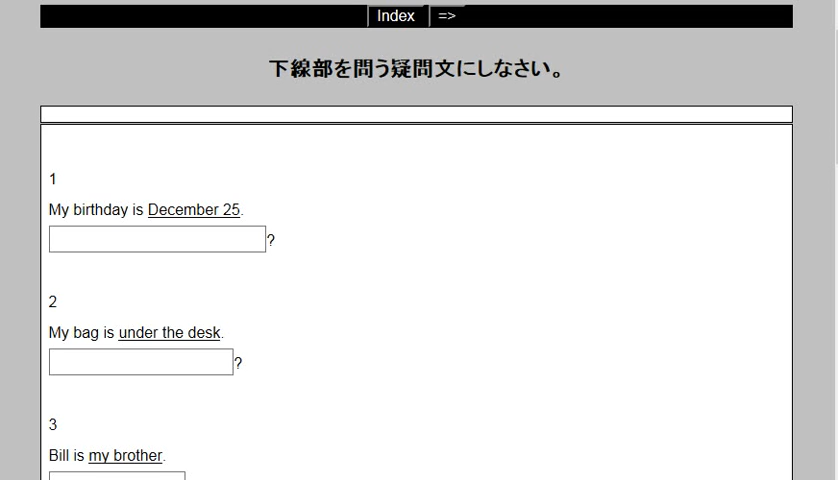 Index =>
下線部を問う疑問文にしなさい。
1
My birthday is December 25.
?
2
My bag is under the desk.
?
3
Bill is my brother.